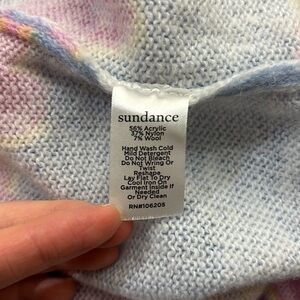 sundance
56% Acrylic
37% Nylon
7% Wool
Hand Wash Cold
Mild Detergent
Do Not Bleach
Do Not Wring Or
Twist
Reshape
Lay Flat To Dry
Cool Iron On
Garment Inside If
Needed
Or Dry Clean
RN#106205